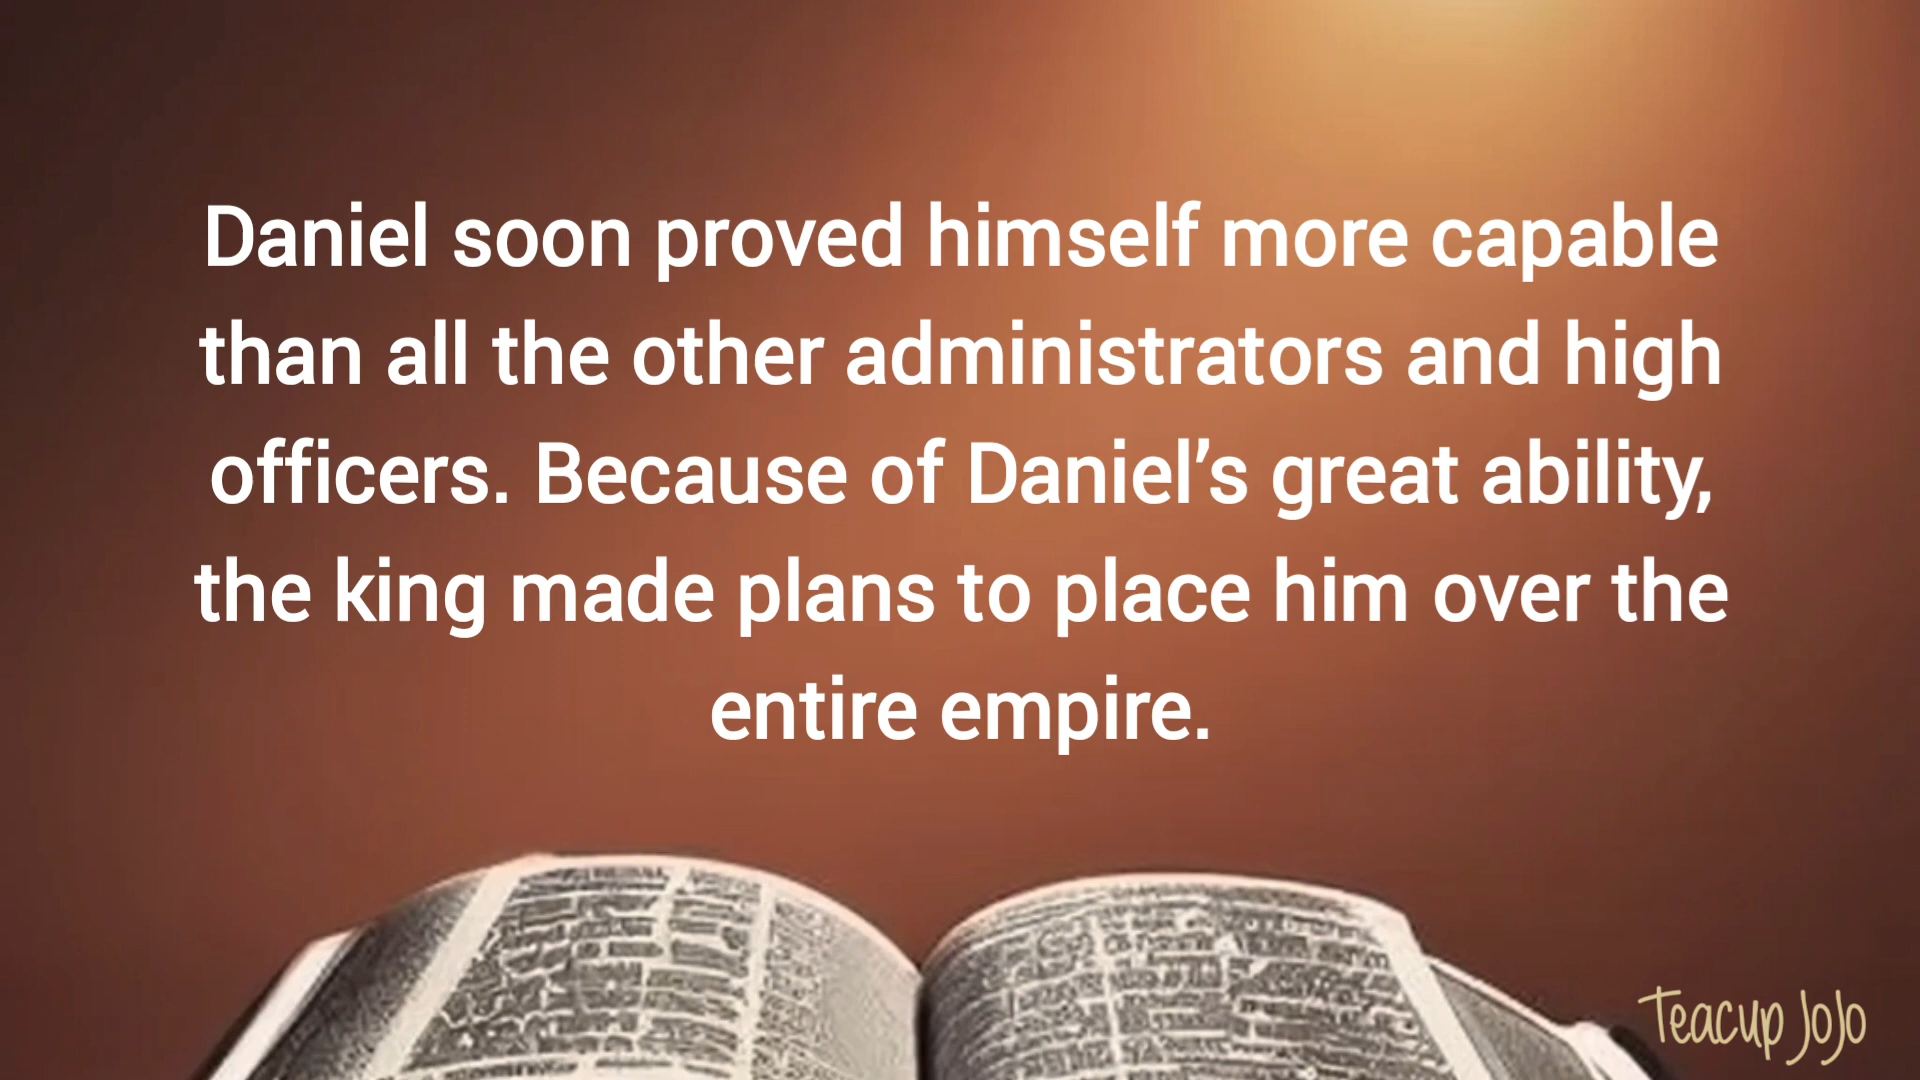 Daniel soon proved himself more capable
than all the other administrators and high
officers. Because of Daniel’s great ability,
the king made plans to place him over the
entire empire.
Teacup JoJo